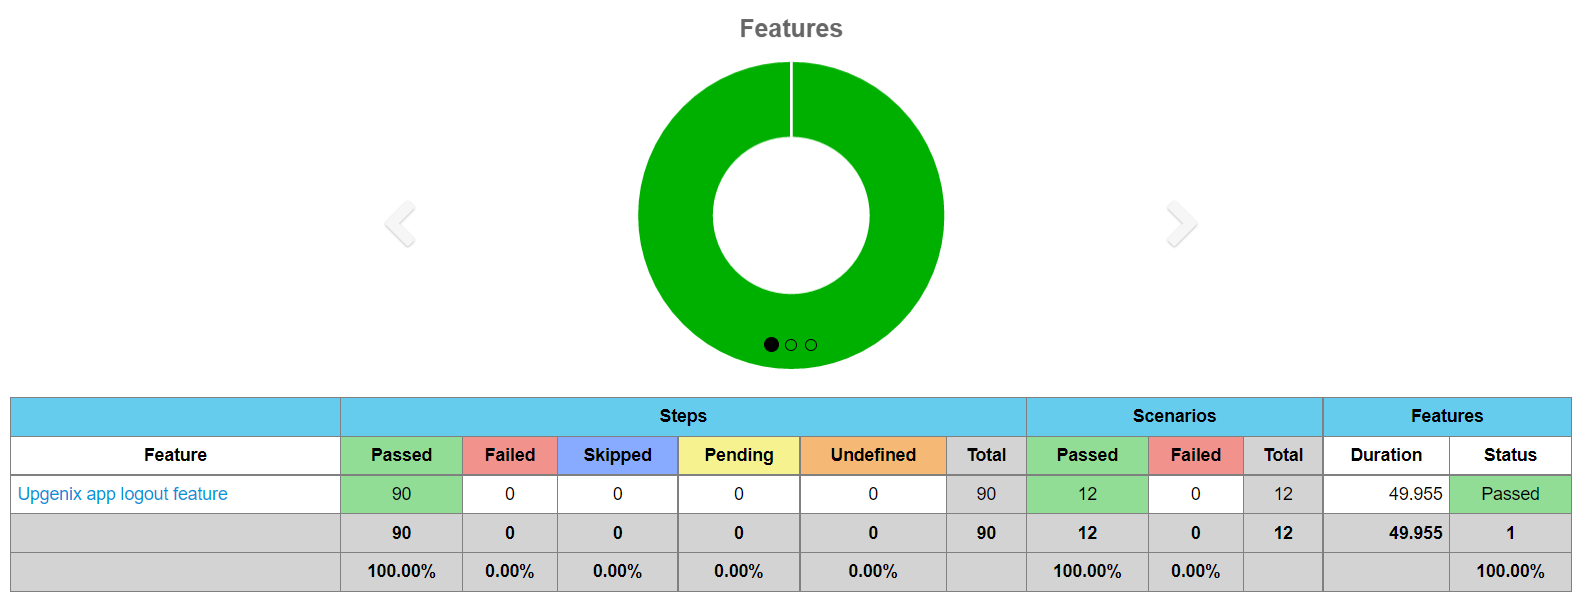 Features
Steps Scenarios Features
Feature Passed Failed Skipped Pending Undefined Total Passed Failed Total Duration Status
Upgenix app logout feature 90 0 0 0 0 90 12 0 12 49.955 Passed
90 0 0 0 0 90 12 0 12 49.955 1
100.00% 0.00% 0.00% 0.00% 0.00% 100.00% 0.00% 100.00%